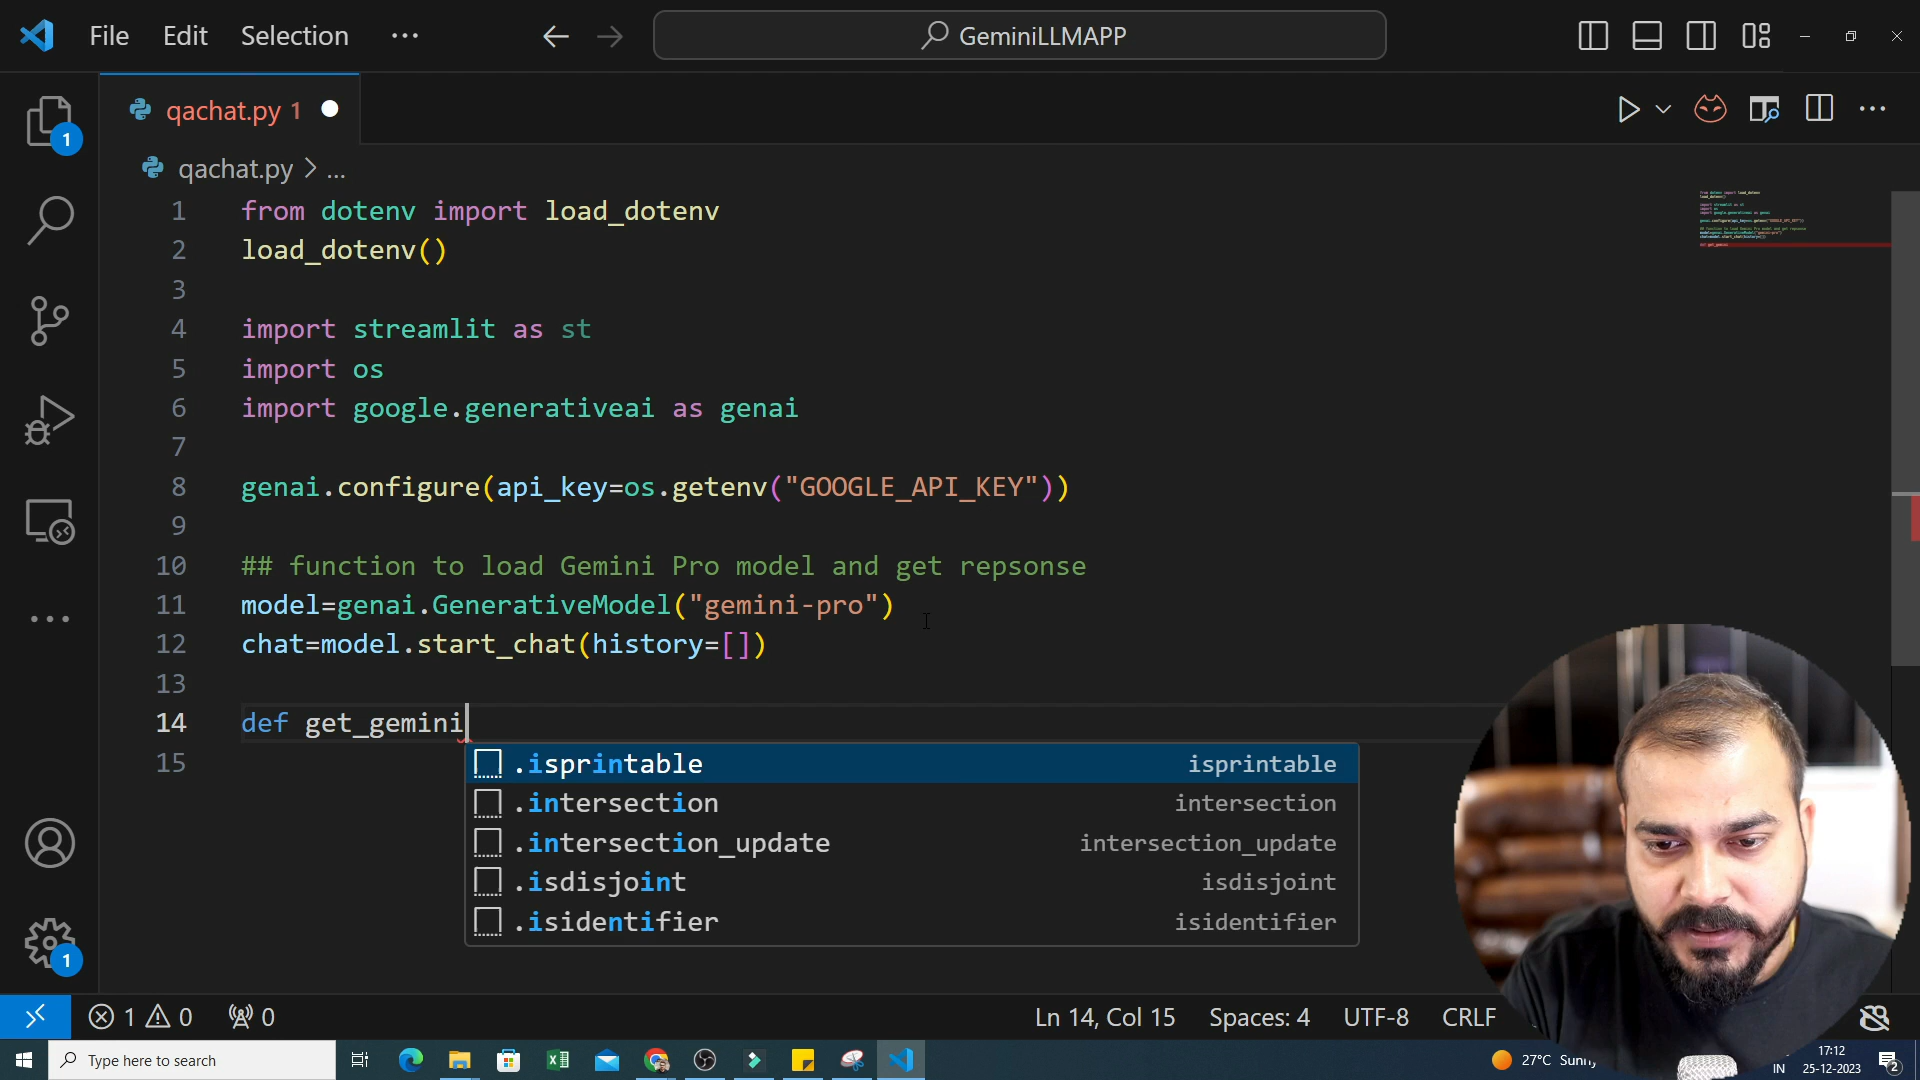 File Edit Selection ··· GeminiLLMAPP
qachat.py 1
1
qachat.py > ...
1 from dotenv import load_dotenv
2 load_dotenv()
3
4 import streamlit as st
5 import os
6 import google.generativeai as genai
7
8 genai.configure(api_key=os.getenv("GOOGLE_API_KEY"))
9
10 ## function to load Gemini Pro model and get repsonse
11 model=genai.GenerativeModel("gemini-pro")
12 chat=model.start_chat(history=[])
13
14 def get_gemini
15
.isprintable isprintable
.intersection intersection
.intersection_update intersection_update
.isdisjoint isdisjoint
.isidentifier isidentifier
1
1 0 0 Ln 14, Col 15 Spaces: 4 UTF-8 CRLF
Type here to search 27°C IN 17:12
25-12-2023 2